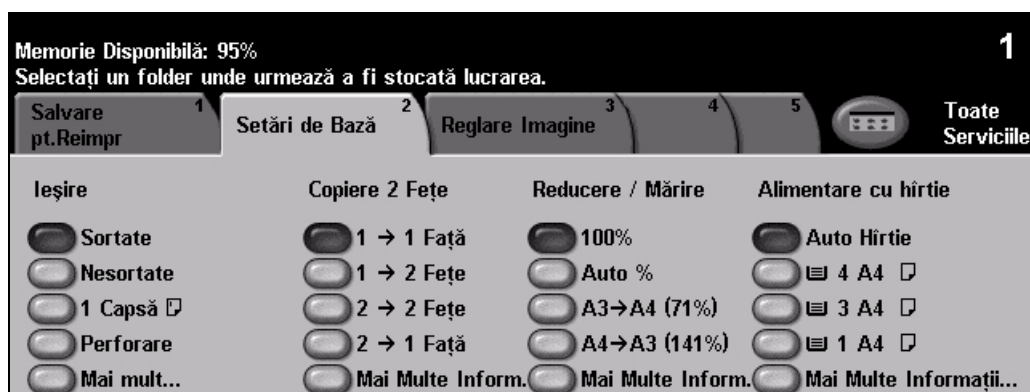 1
Memorie Disponibilă: 95%
Selectați un folder unde urmează a fi stocată lucrarea.
Salvare pt.Reimpr 1
Setări de Bază 2
Reglare Imagine 3
4
5
Toate Serviciile
Ieșire
Sortate
Nesortate
1 Capsă
Perforare
Mai mult...
Copiere 2 Fețe
1 → 1 Față
1 → 2 Fețe
2 → 2 Fețe
2 → 1 Față
Mai Multe Inform.
Reducere / Mărire
100%
Auto %
A3→A4 (71%)
A4→A3 (141%)
Mai Multe Inform.
Alimentare cu hîrtie
Auto Hîrtie
4 A4
3 A4
1 A4
Mai Multe Informații...